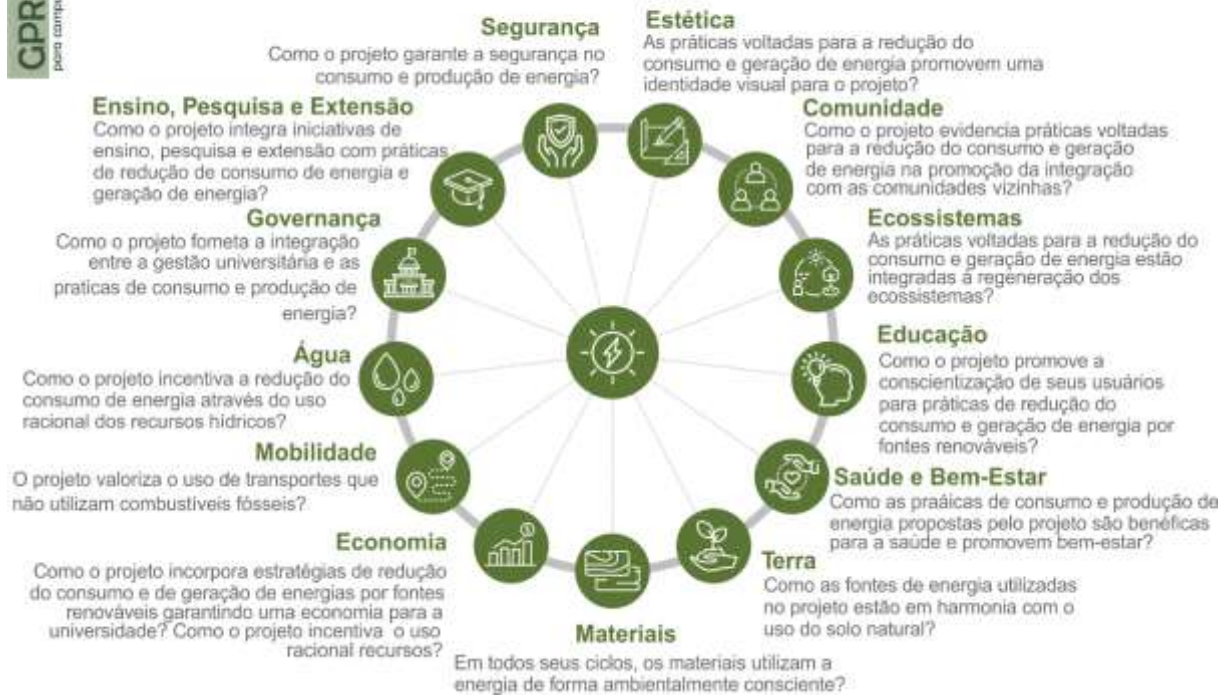 GPR
para campu
Segurança
Como o projeto garante a segurança no
consumo e produção de energia?
Estética
As práticas voltadas para a redução do
consumo e geração de energia promovem uma
identidade visual para o projeto?
Ensino, Pesquisa e Extensão
Como o projeto integra iniciativas de
ensino, pesquisa e extensão com práticas
de redução de consumo de energia e
geração de energia?
Comunidade
Como o projeto evidencia práticas voltadas
para a redução do consumo e geração
de energia na promoção da integração
com as comunidades vizinhas?
Governança
Como o projeto fometa a integração
entre a gestão universitária e as
praticas de consumo e produção de
energia?
Ecossistemas
As práticas voltadas para a redução do
consumo e geração de energia estão
integradas à regeneração dos
ecossistemas?
Água
Como o projeto incentiva a redução do
consumo de energia através do uso
racional dos recursos hídricos?
Educação
Como o projeto promove a
conscientização de seus usuários
para práticas de redução do
consumo e geração de energia por
fontes renováveis?
Mobilidade
O projeto valoriza o uso de transportes que
não utilizam combustíveis fósseis?
Saúde e Bem-Estar
Como as praáicas de consumo e produção de
energia propostas pelo projeto são benéficas
para a saúde e promovem bem-estar?
Economia
Como o projeto incorpora estratégias de redução
do consumo e de geração de energias por fontes
renováveis garantindo uma economia para a
universidade? Como o projeto incentiva o uso
racional recursos?
Terra
Como as fontes de energia utilizadas
no projeto estão em harmonia com o
uso do solo natural?
Materiais
Em todos seus ciclos, os materiais utilizam a
energia de forma ambientalmente consciente?